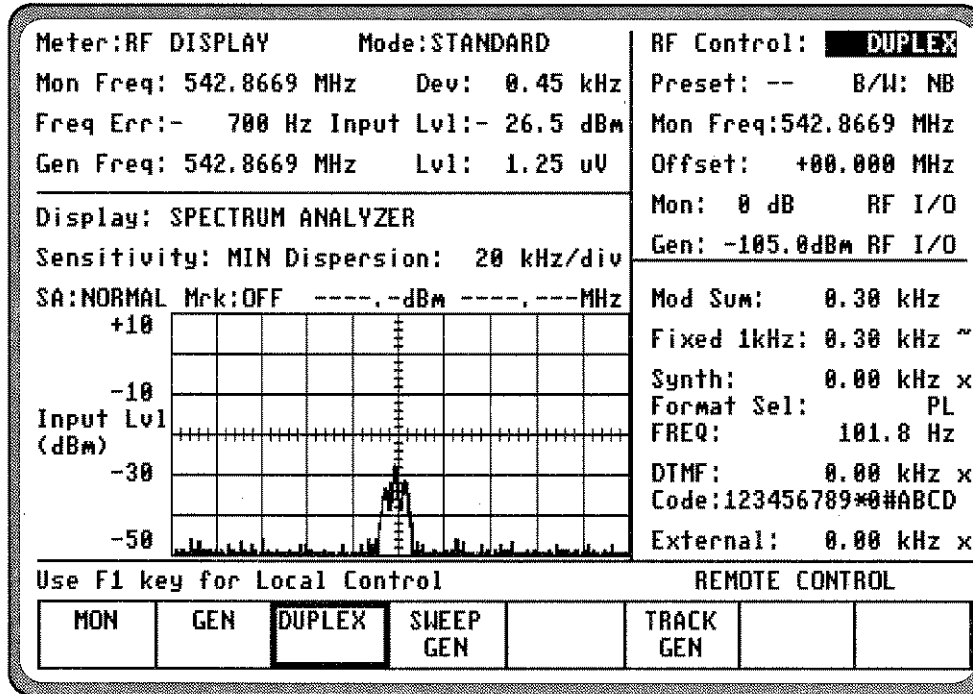 Meter:RF DISPLAY Mode:STANDARD
Mon Freq: 542.8669 MHz Dev: 0.45 kHz
Freq Err:- 700 Hz Input Lvl:- 26.5 dBm
Gen Freq: 542.8669 MHz Lvl: 1.25 uV
Display: SPECTRUM ANALYZER
Sensitivity: MIN Dispersion: 20 kHz/div
SA:NORMAL Mrk:OFF ----.-dBm ----.---MHz
+10
-10
Input Lvl
(dBm)
-30
-50
RF Control: DUPLEX
Preset: -- B/W: NB
Mon Freq:542.8669 MHz
Offset: +00.000 MHz
Mon: 0 dB RF I/O
Gen: -105.0dBm RF I/O
Mod Sum: 0.30 kHz
Fixed 1kHz: 0.30 kHz ~
Synth: 0.00 kHz x
Format Sel: PL
FREQ: 101.8 Hz
DTMF: 0.00 kHz x
Code:123456789*0#ABCD
External: 0.00 kHz x
Use F1 key for Local Control REMOTE CONTROL
MON GEN DUPLEX SWEEP GEN TRACK GEN